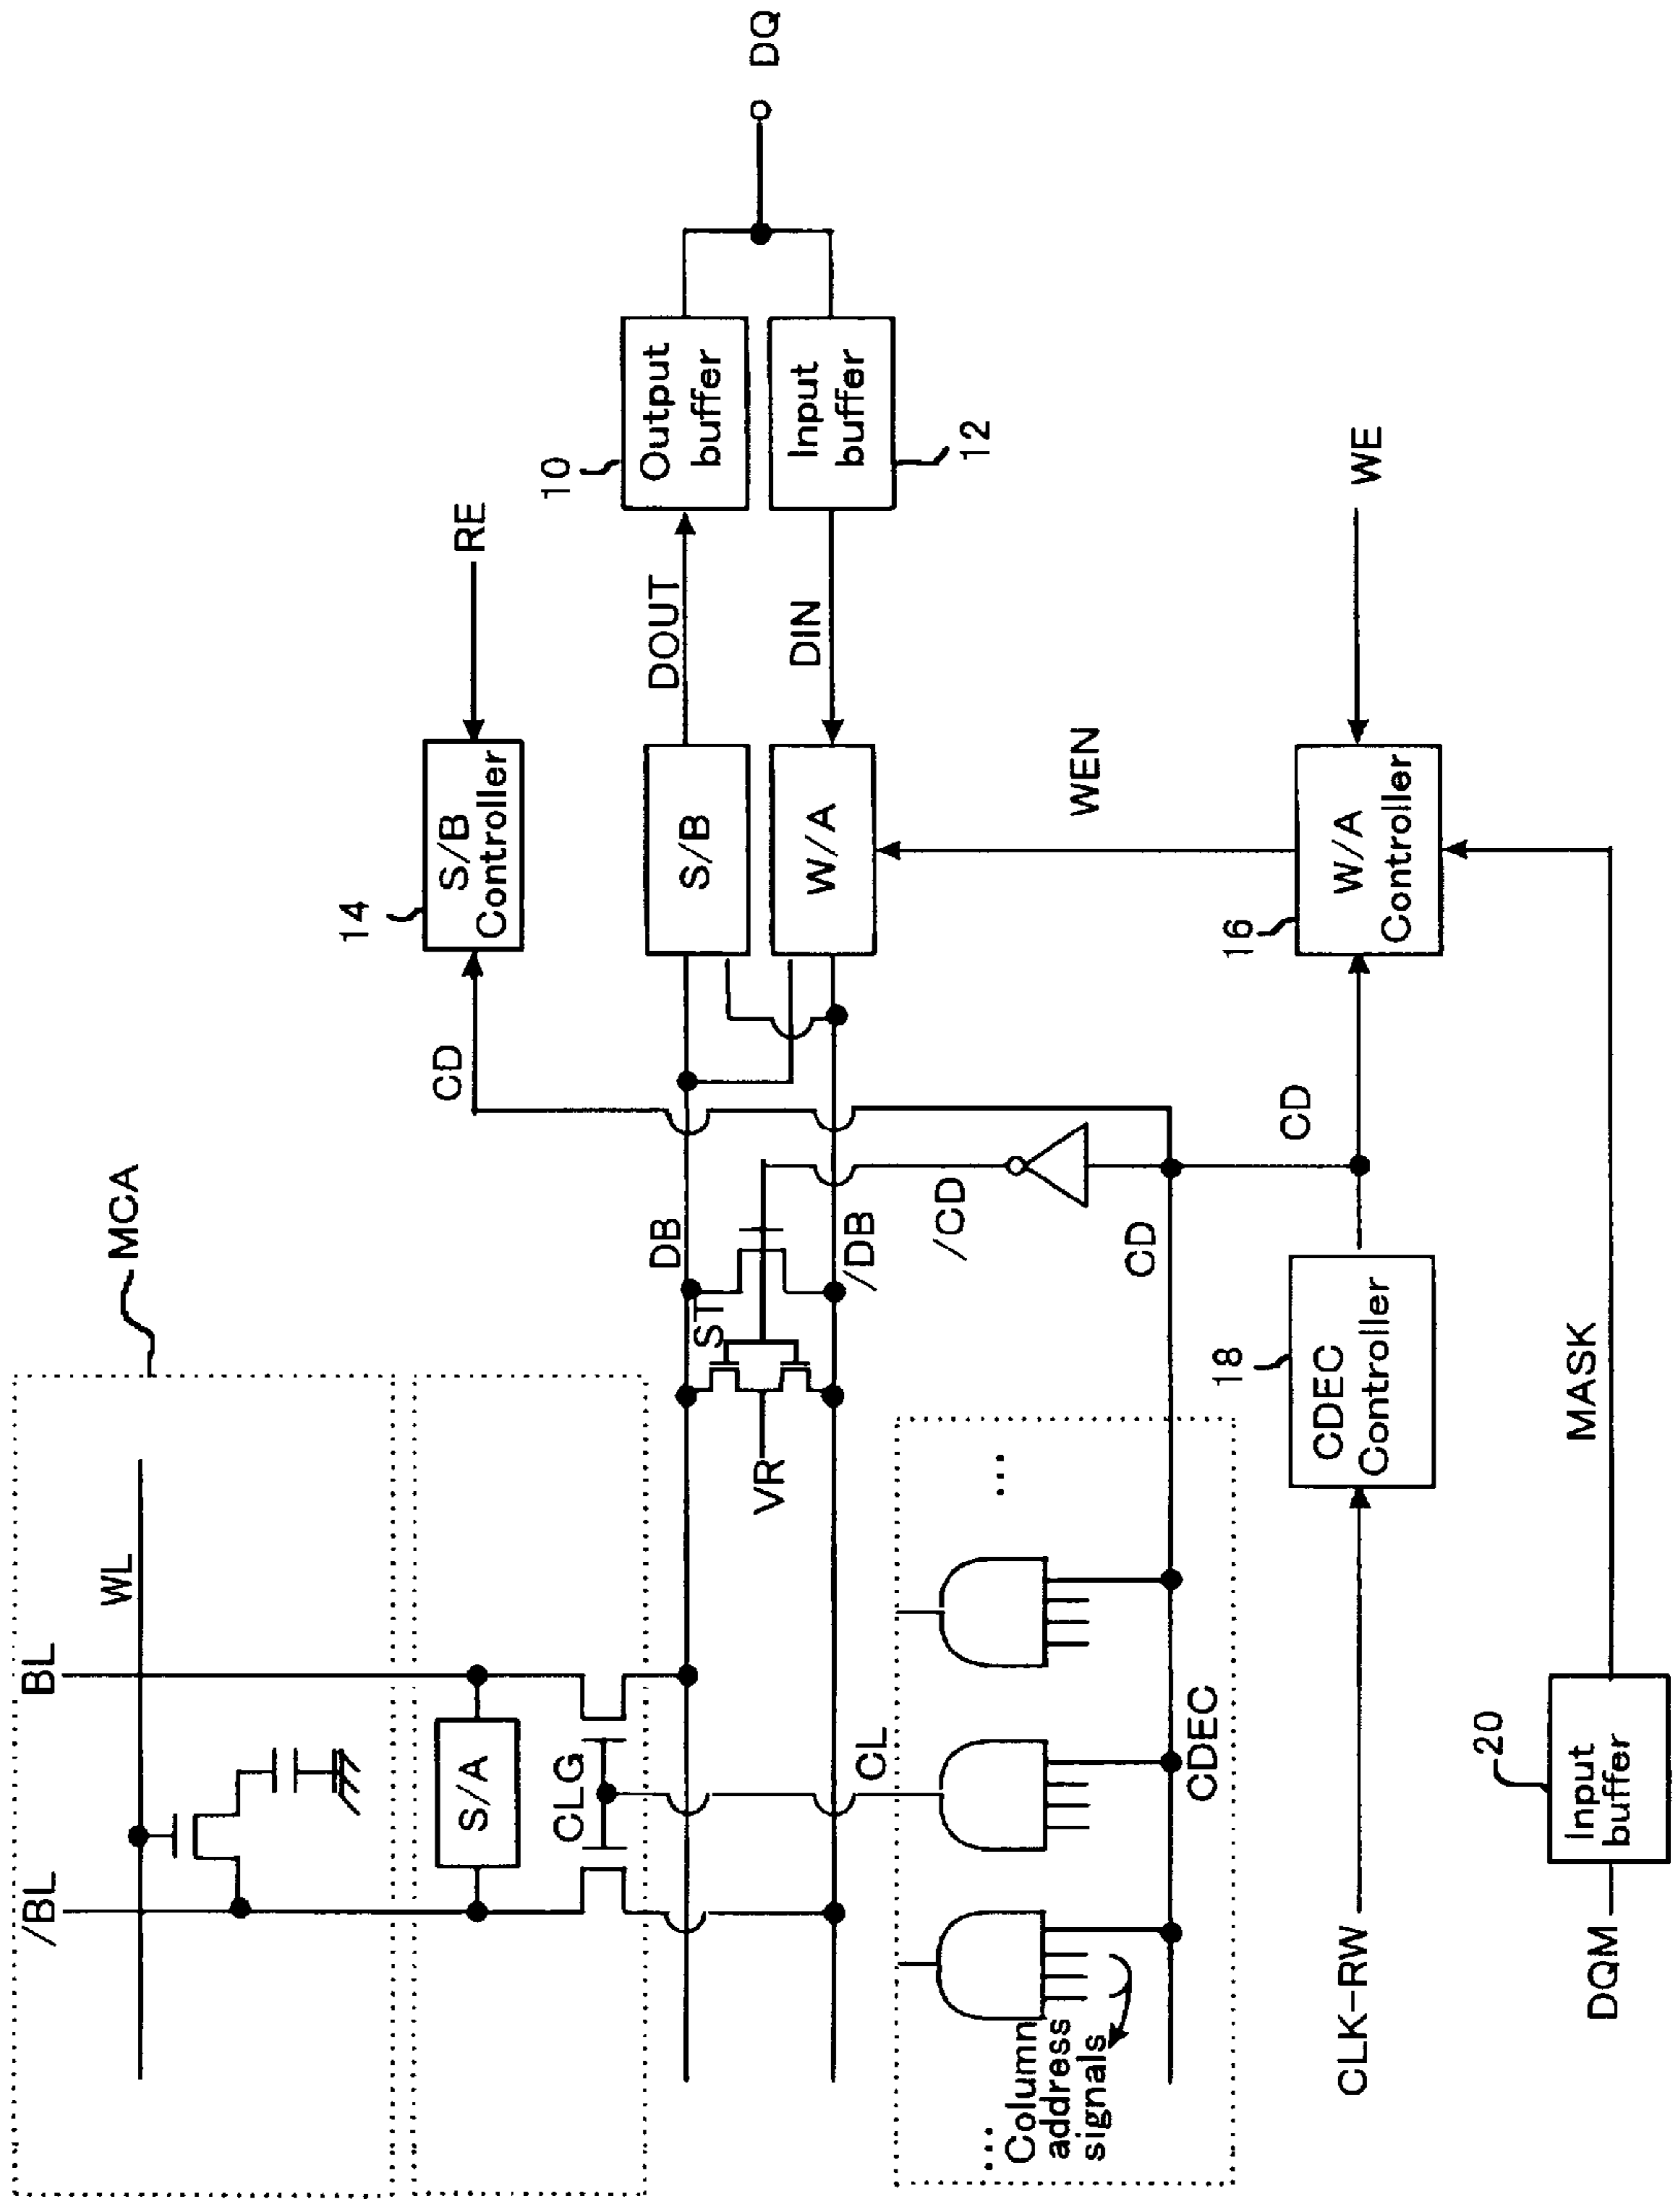 MCA
/BL
BL
WL
S/A
CLG
14
S/B
Controller
RE
CD
10
Output
buffer
DQ
DB
S/B
DOUT
ST
VR
/DB
W/A
DIN
Input
buffer
12
CL
/CD
WEN
...
...
Column
address
signals
CD
CDEC
CD
16
W/A
Controller
WE
18
CDEC
Controller
CLK-RW
20
Input
buffer
DQM
MASK